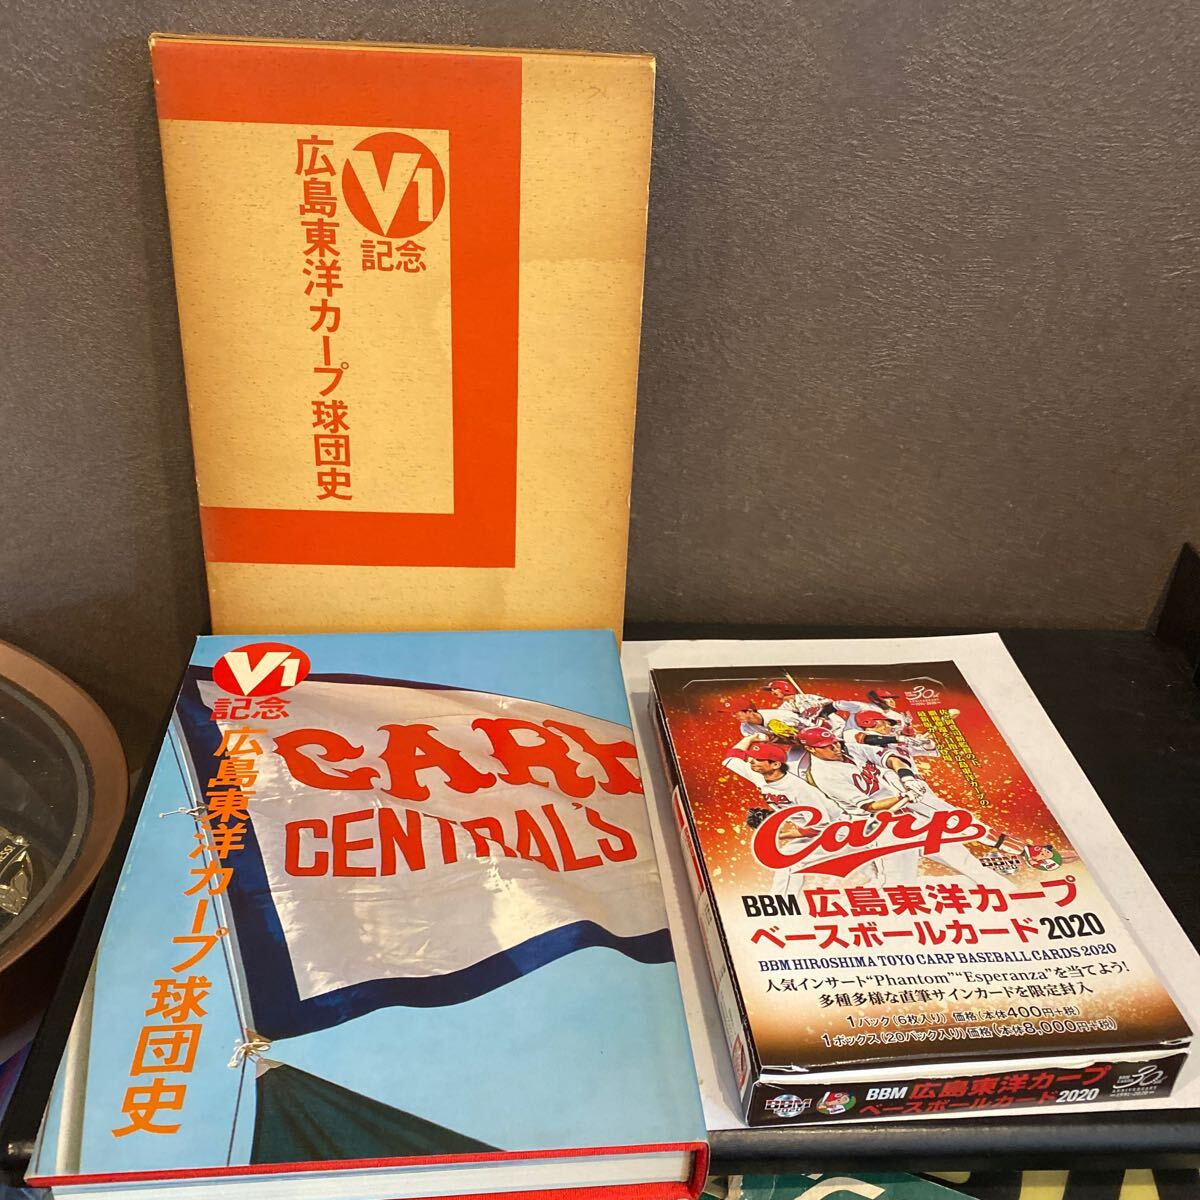 V1
記念
広島東洋カープ球団史
V1
記念
広島東洋カープ球団史
CARP
CENTRAL'S
30
Carp
BBM 広島東洋カープ
ベースボールカード2020
BBM HIROSHIMA TOYO CARP BASEBALL CARDS 2020
人気インサート“Phantom”“Esperanza”を当てよう!
多種多様な直筆サインカードを限定封入
1パック(6枚入り) 価格(本体400円+税)
1ボックス(20パック入り)価格(本体8,000円+税)
BBM
BBM 広島東洋カープ
ベースボールカード2020
30